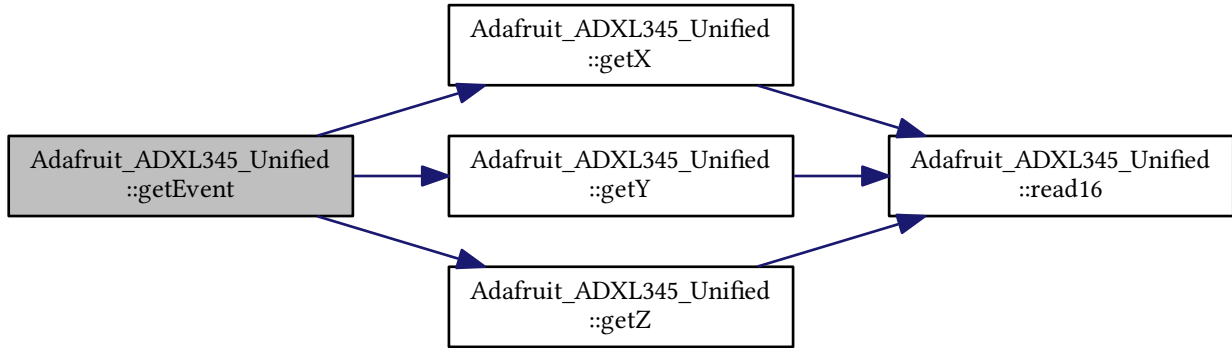 Adafruit_ADXL345_Unified
::getX
Adafruit_ADXL345_Unified
::getEvent
Adafruit_ADXL345_Unified
::getY
Adafruit_ADXL345_Unified
::read16
Adafruit_ADXL345_Unified
::getZ